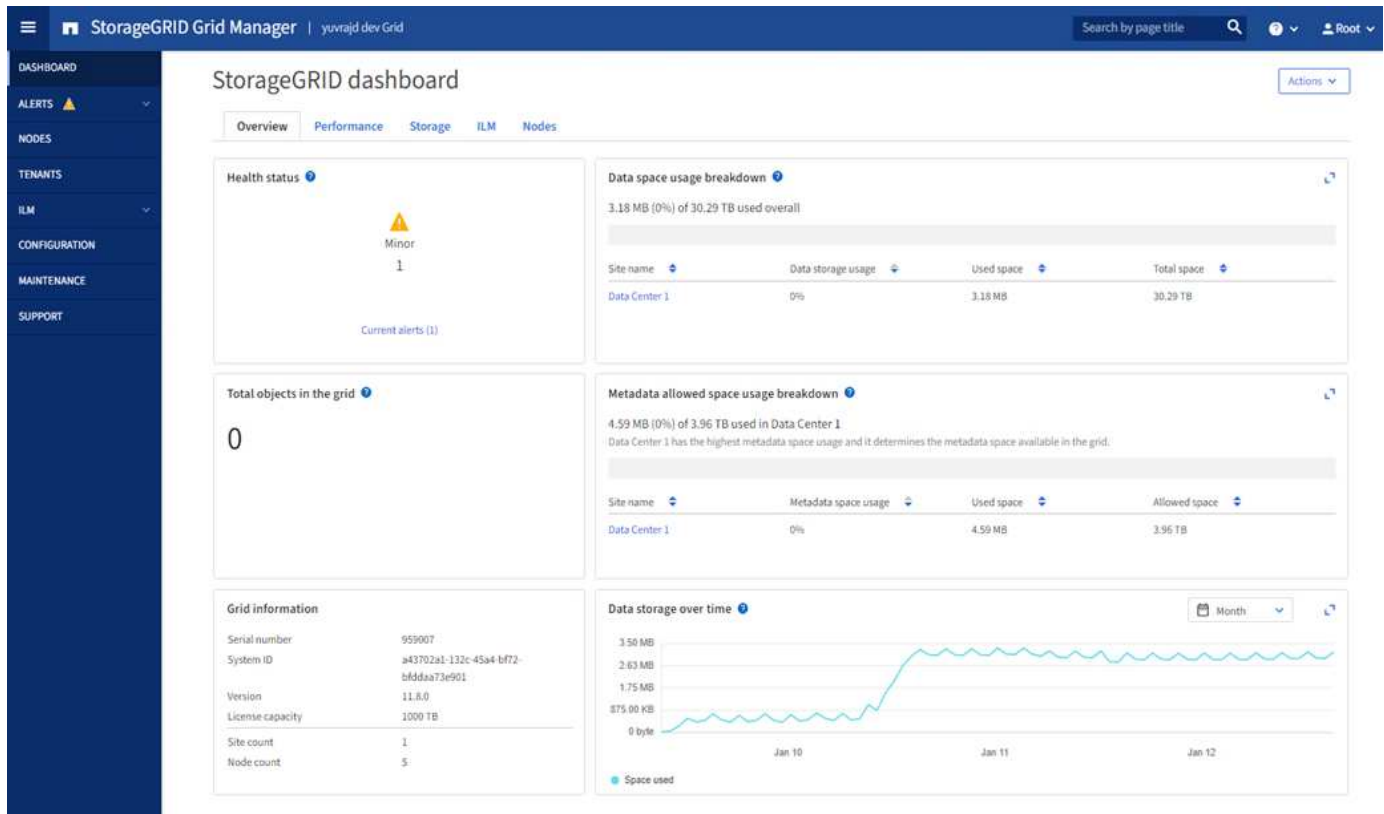 StorageGRID Grid Manager | yuvrajd dev Grid
Search by page title
Root
DASHBOARD
ALERTS
NODES
TENANTS
ILM
CONFIGURATION
MAINTENANCE
SUPPORT
StorageGRID dashboard
Actions
Overview Performance Storage ILM Nodes
Health status
Minor
1
Current alerts (1)
Data space usage breakdown
3.18 MB (0%) of 30.29 TB used overall
Site name Data storage usage Used space Total space
Data Center 1 0% 3.18 MB 30.29 TB
Total objects in the grid
0
Metadata allowed space usage breakdown
4.59 MB (0%) of 3.96 TB used in Data Center 1
Data Center 1 has the highest metadata space usage and it determines the metadata space available in the grid.
Site name Metadata space usage Used space Allowed space
Data Center 1 0% 4.59 MB 3.96 TB
Grid information
Serial number 959007
System ID a43702a1-132c-45a4-bf72-
bfddaa73e901
Version 11.8.0
License capacity 1000 TB
Site count 1
Node count 5
Data storage over time
Month
3.50 MB
2.63 MB
1.75 MB
875.00 KB
0 byte
Jan 10 Jan 11 Jan 12
Space used